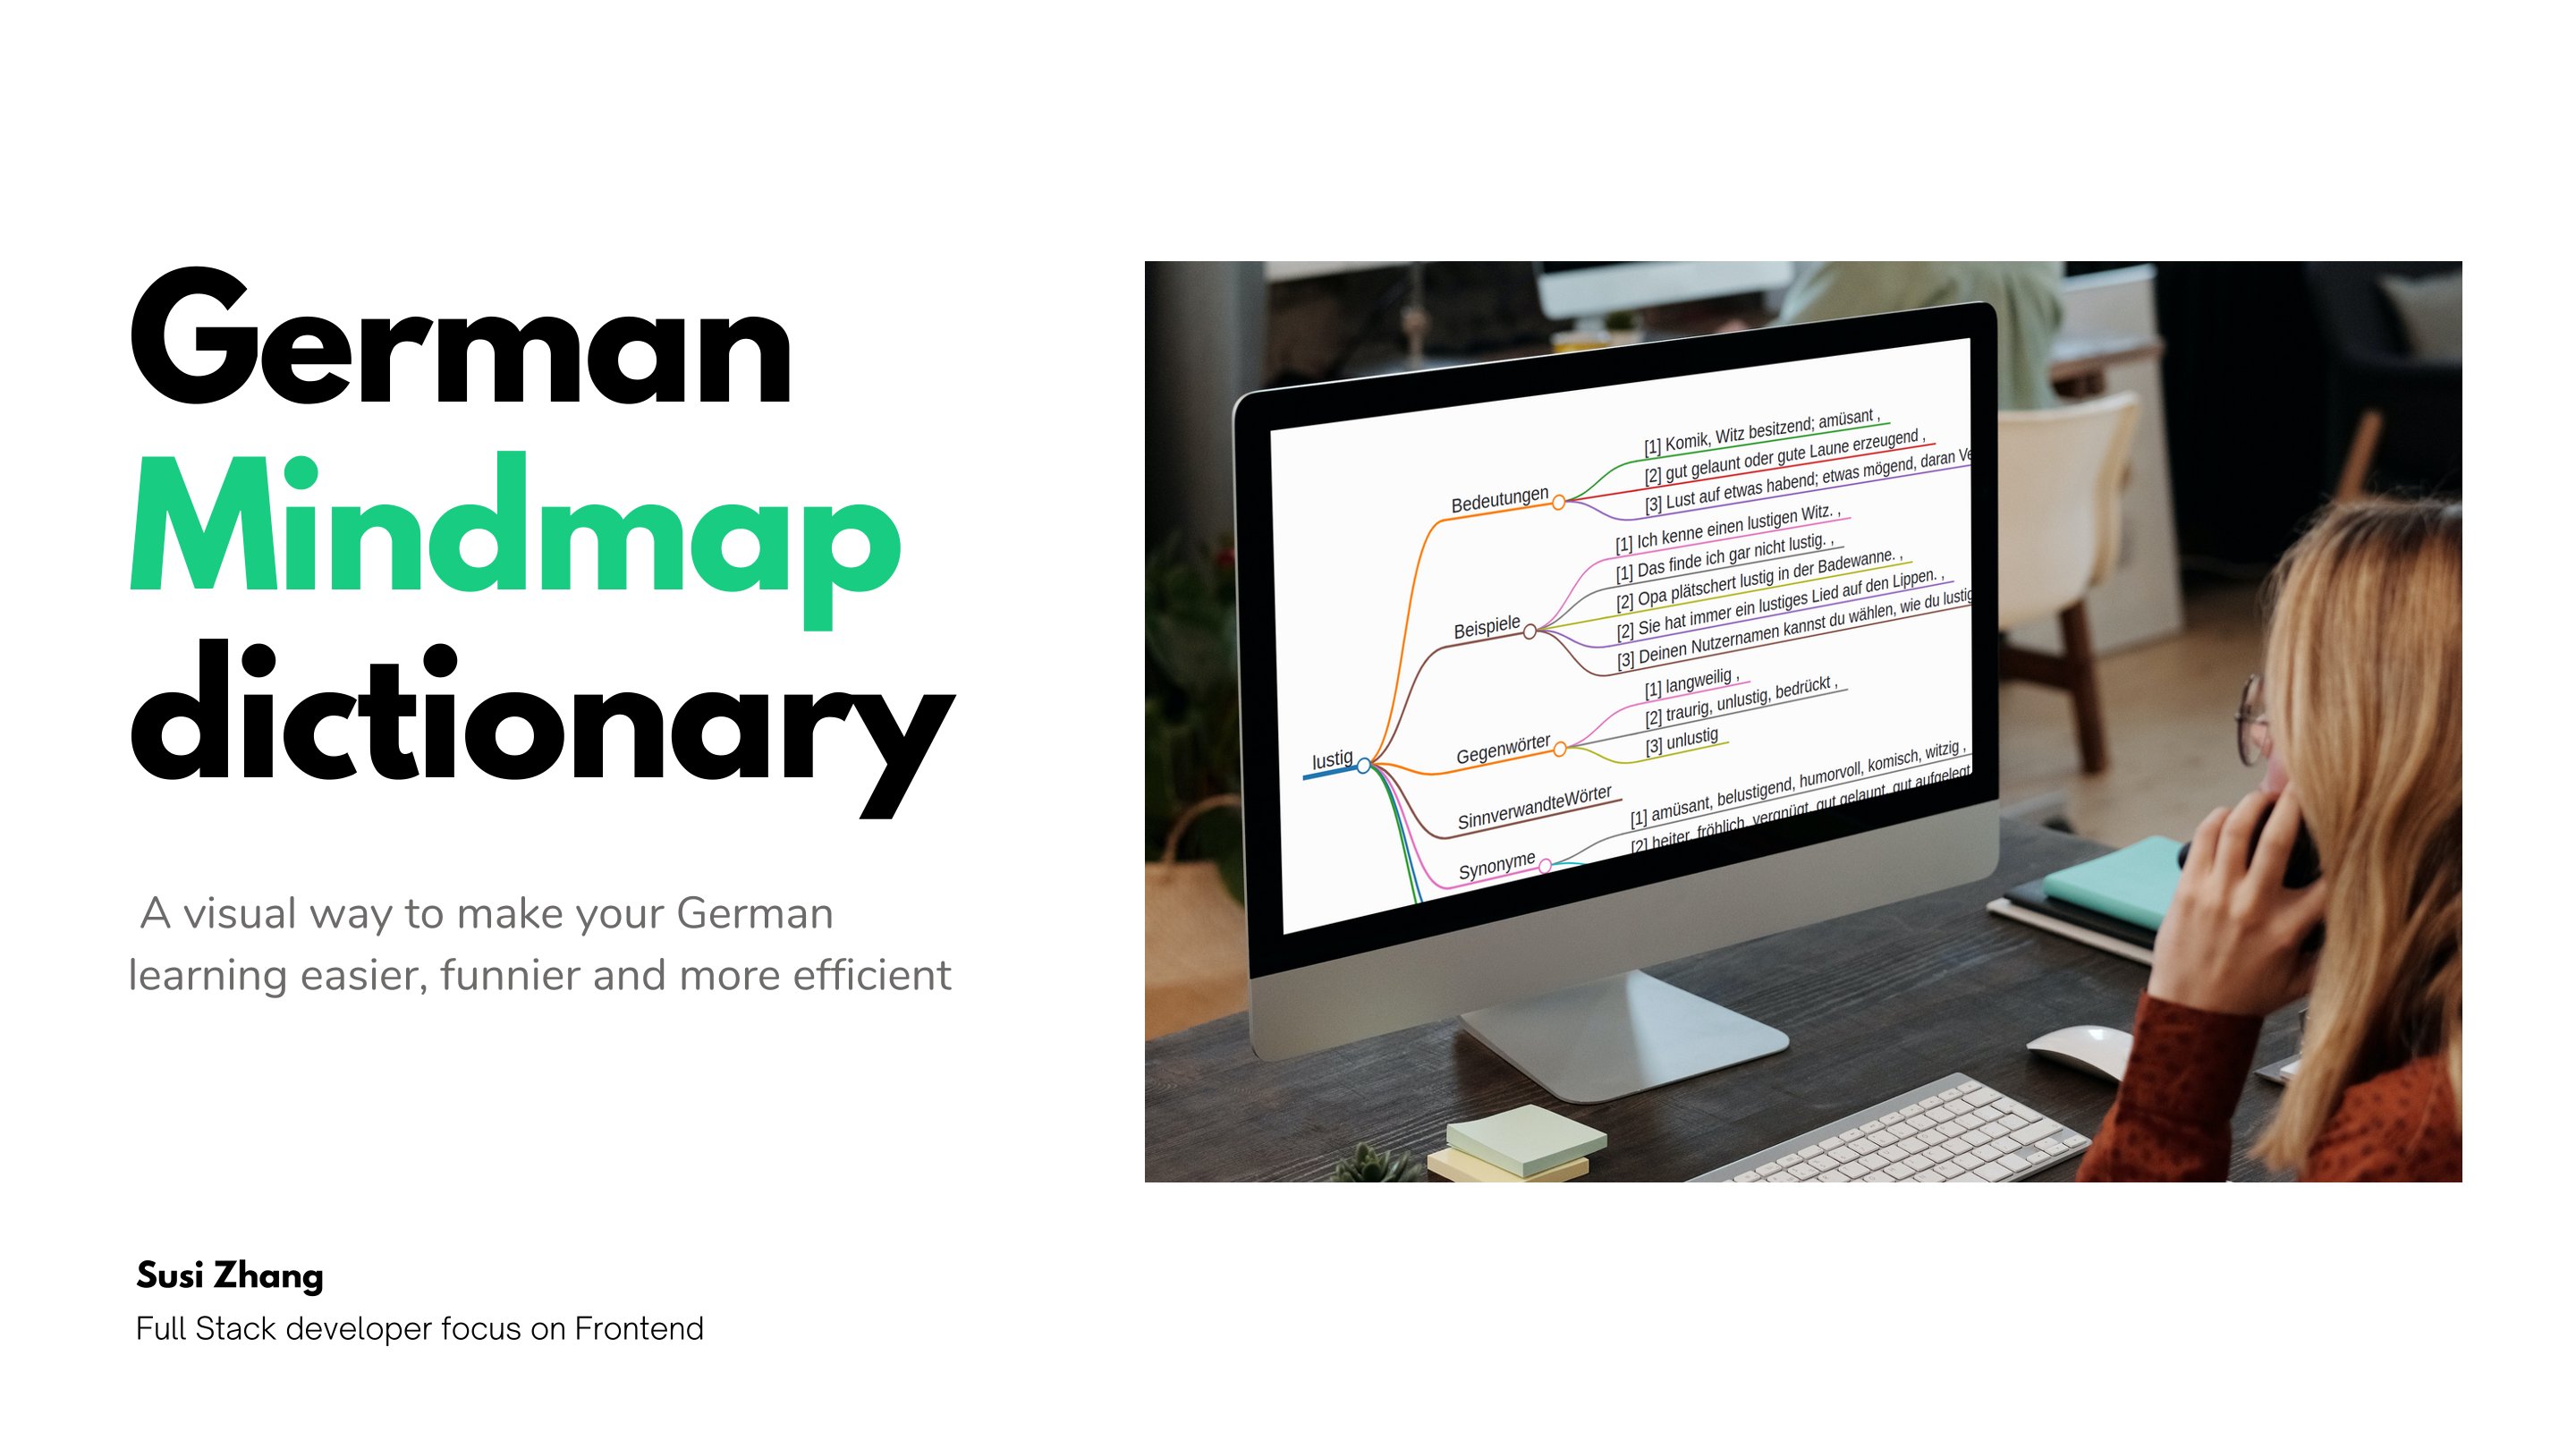 German
Mindmap
dictionary
A visual way to make your German
learning easier, funnier and more efficient
Susi Zhang
Full Stack developer focus on Frontend
lustig
Bedeutungen
[1] Komik, Witz besitzend; amüsant ,
[2] gut gelaunt oder gute Laune erzeugend ,
[3] Lust auf etwas habend; etwas mögend, daran
Beispiele
[1] Ich kenne einen lustigen Witz. ,
[1] Das finde ich gar nicht lustig. ,
[2] Opa plätschert lustig in der Badewanne. ,
[2] Sie hat immer ein lustiges Lied auf den Lippen. ,
[3] Deinen Nutzernamen kannst du wählen, wie du lustig
Gegenwörter
[1] langweilig ,
[2] traurig, unlustig, bedrückt ,
[3] unlustig
SinnverwandteWörter
Synonyme
[1] amüsant, belustigend, humorvoll, komisch, witzig ,
[2] heiter, fröhlich, vergnügt, gut gelaunt, gut aufgelegt